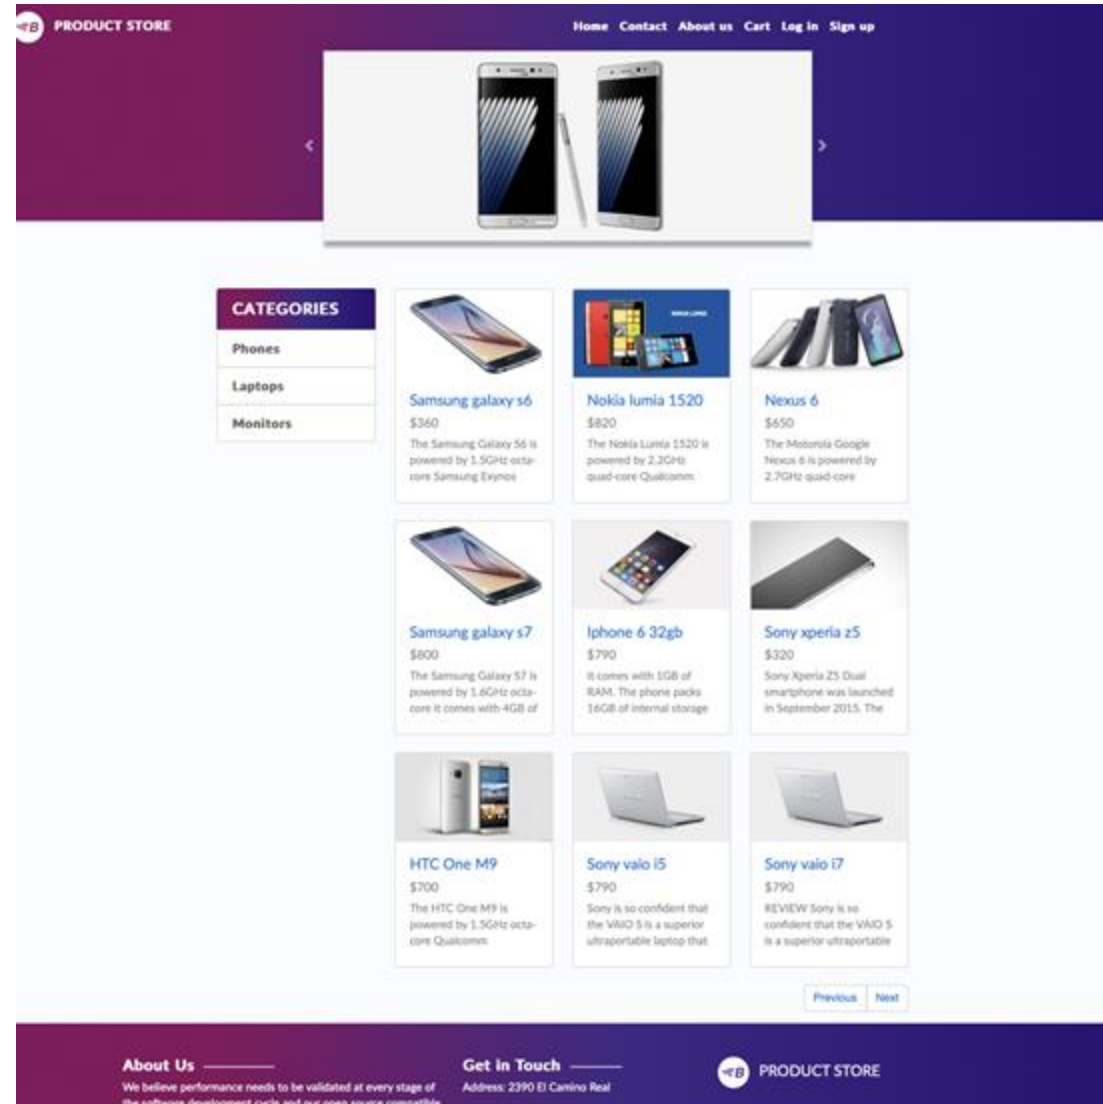 PRODUCT STORE
Home Contact About us Cart Log in Sign up
CATEGORIES
Phones
Laptops
Monitors
Samsung galaxy s6
$360
The Samsung Galaxy S6 is
powered by 1.5GHz octa-
core Samsung Exynos
Nokia lumia 1520
$820
The Nokia Lumia 1520 is
powered by 2.2GHz
quad-core Qualcomm
Nexus 6
$650
The Motorola Google
Nexus 6 is powered by
2.7GHz quad-core
Samsung galaxy s7
$800
The Samsung Galaxy S7 is
powered by 1.6GHz octa-
core it comes with 4GB of
Iphone 6 32gb
$790
It comes with 1GB of
RAM. The phone packs
16GB of internal storage
Sony xperia z5
$320
Sony Xperia Z5 Dual
smartphone was launched
in September 2015. The
HTC One M9
$700
The HTC One M9 is
powered by 1.5GHz octa-
core Qualcomm
Sony vaio i5
$790
Sony is so confident that
the VAIO S is a superior
ultraportable laptop that
Sony vaio i7
$790
REVIEW Sony is so
confident that the VAIO S
is a superior ultraportable
Previous Next
About Us
We believe performance needs to be validated at every stage of
the software development cycle and our open source compatible
Get in Touch
Address: 2390 El Camino Real
PRODUCT STORE